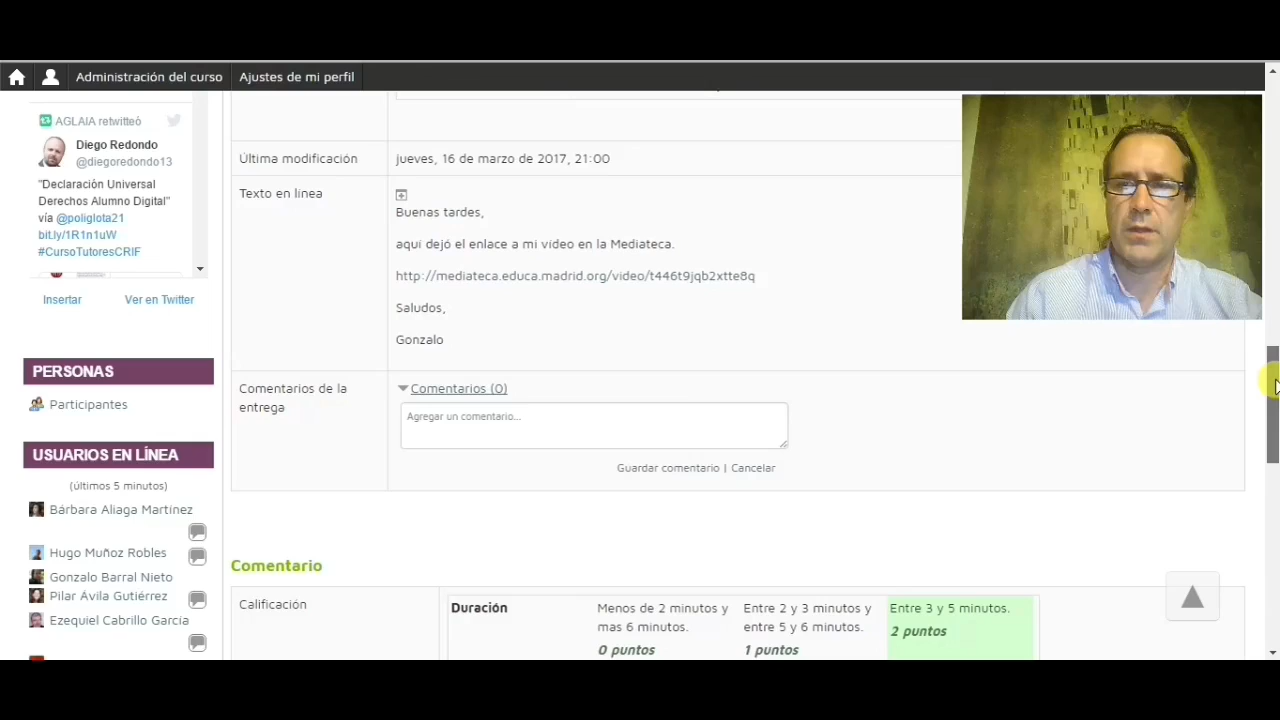 Administración del curso
Ajustes de mi perfil
AGLAIA retwitteó
Diego Redondo
@diegoredondo13
"Declaración Universal
Derechos Alumno Digital"
vía @poliglota21
bit.ly/1R1n1uW
#CursoTutoresCRIF
Insertar
Ver en Twitter
PERSONAS
Participantes
USUARIOS EN LÍNEA
(últimos 5 minutos)
Bárbara Aliaga Martínez
Hugo Muñoz Robles
Gonzalo Barral Nieto
Pilar Ávila Gutiérrez
Ezequiel Cabrillo García
Última modificación
jueves, 16 de marzo de 2017, 21:00
Texto en línea
Buenas tardes,
aquí dejó el enlace a mi vídeo en la Mediateca.
http://mediateca.educa.madrid.org/video/t446t9jqb2xtte8q
Saludos,
Gonzalo
Comentarios de la
entrega
Comentarios (0)
Agregar un comentario...
Guardar comentario | Cancelar
Comentario
Calificación
Duración
Menos de 2 minutos y
mas 6 minutos.
0 puntos
Entre 2 y 3 minutos y
entre 5 y 6 minutos.
1 puntos
Entre 3 y 5 minutos.
2 puntos